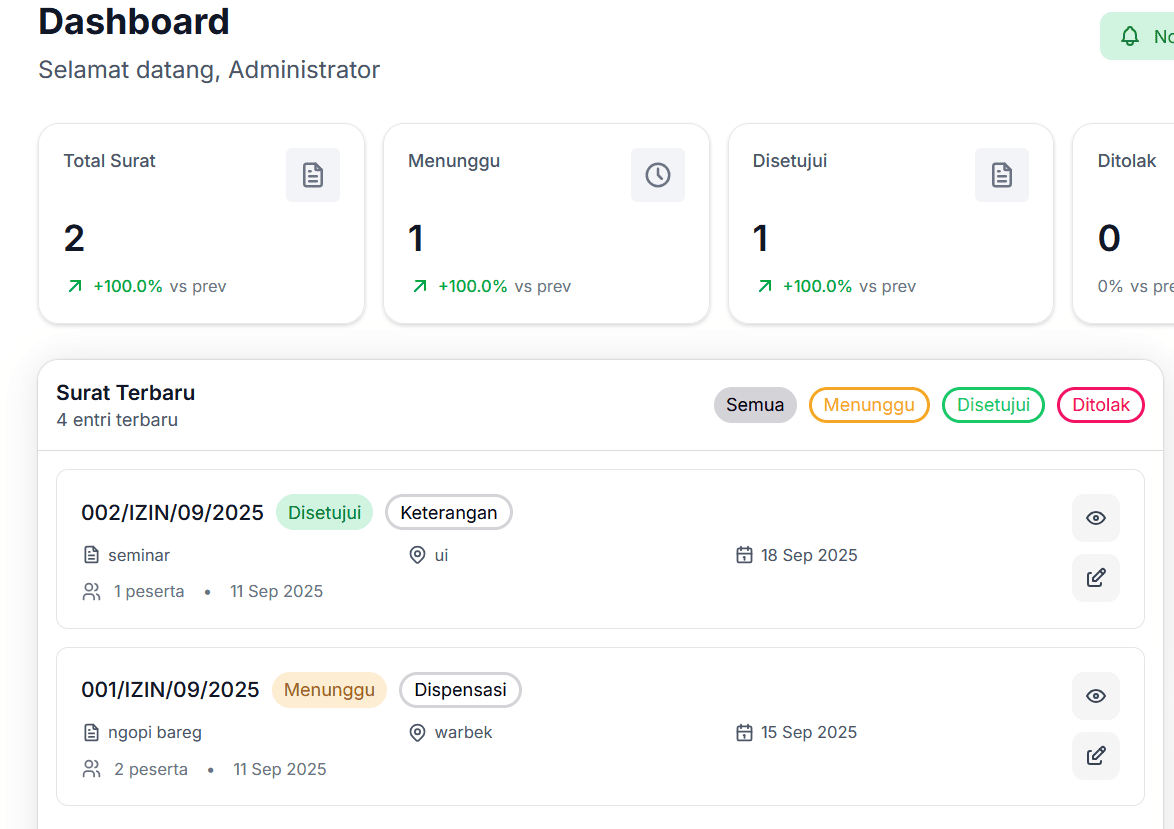 Dashboard
Selamat datang, Administrator
Total Surat
2
+100.0% vs prev
Menunggu
1
+100.0% vs prev
Disetujui
1
+100.0% vs prev
Ditolak
0
0% vs
Surat Terbaru
4 entri terbaru
Semua Menunggu Disetujui Ditolak
002/IZIN/09/2025 Disetujui Keterangan
seminar ui 18 Sep 2025
1 peserta • 11 Sep 2025
001/IZIN/09/2025 Menunggu Dispensasi
ngopi bareg warbek 15 Sep 2025
2 peserta • 11 Sep 2025